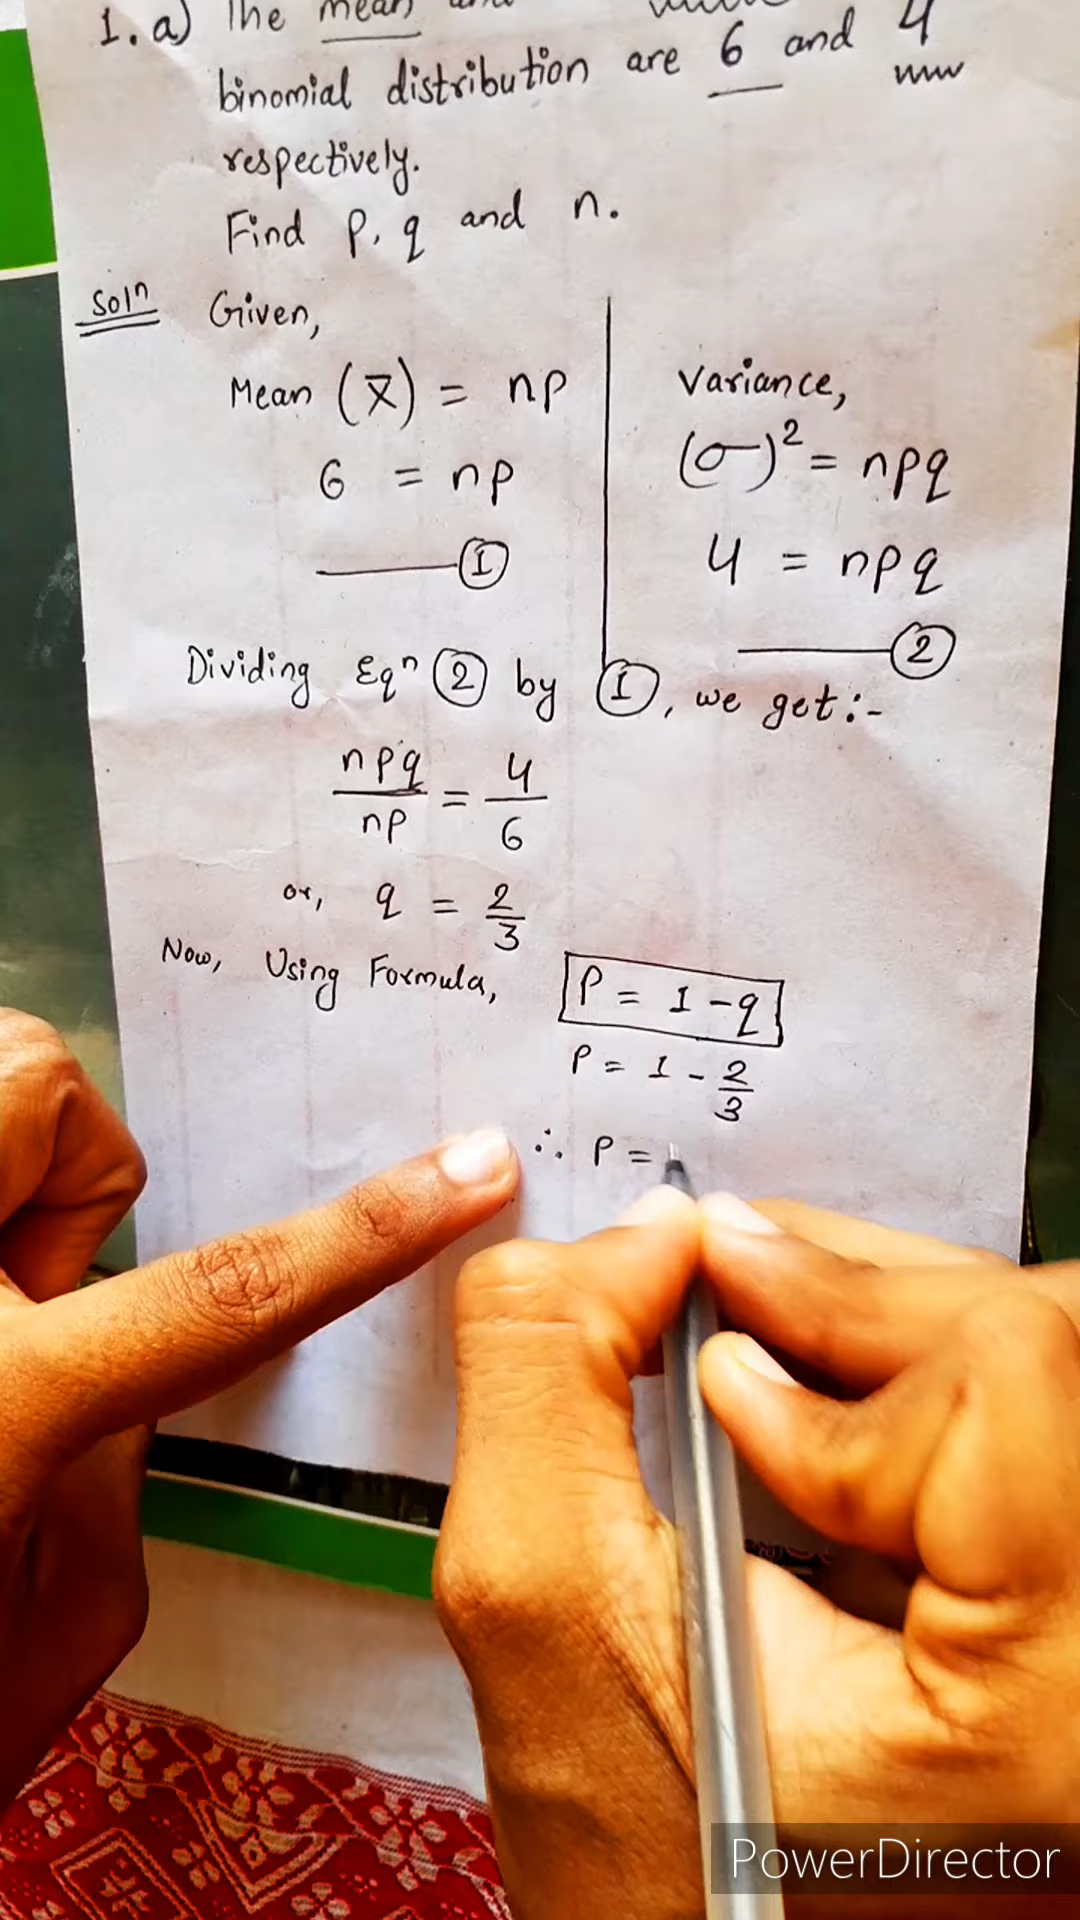 1. a) The mean and
binomial distribution are 6 and 4
respectively.
Find p, q and n.
Solⁿ Given,
Mean (x̄) = np
6 = np
①
Variance,
(σ)² = npq
4 = npq
②
Dividing Eqⁿ ② by ①, we get:-
npq/np = 4/6
or, q = 2/3
Now, Using Formula, P = 1 - q
P = 1 - 2/3
∴ P =
PowerDirector